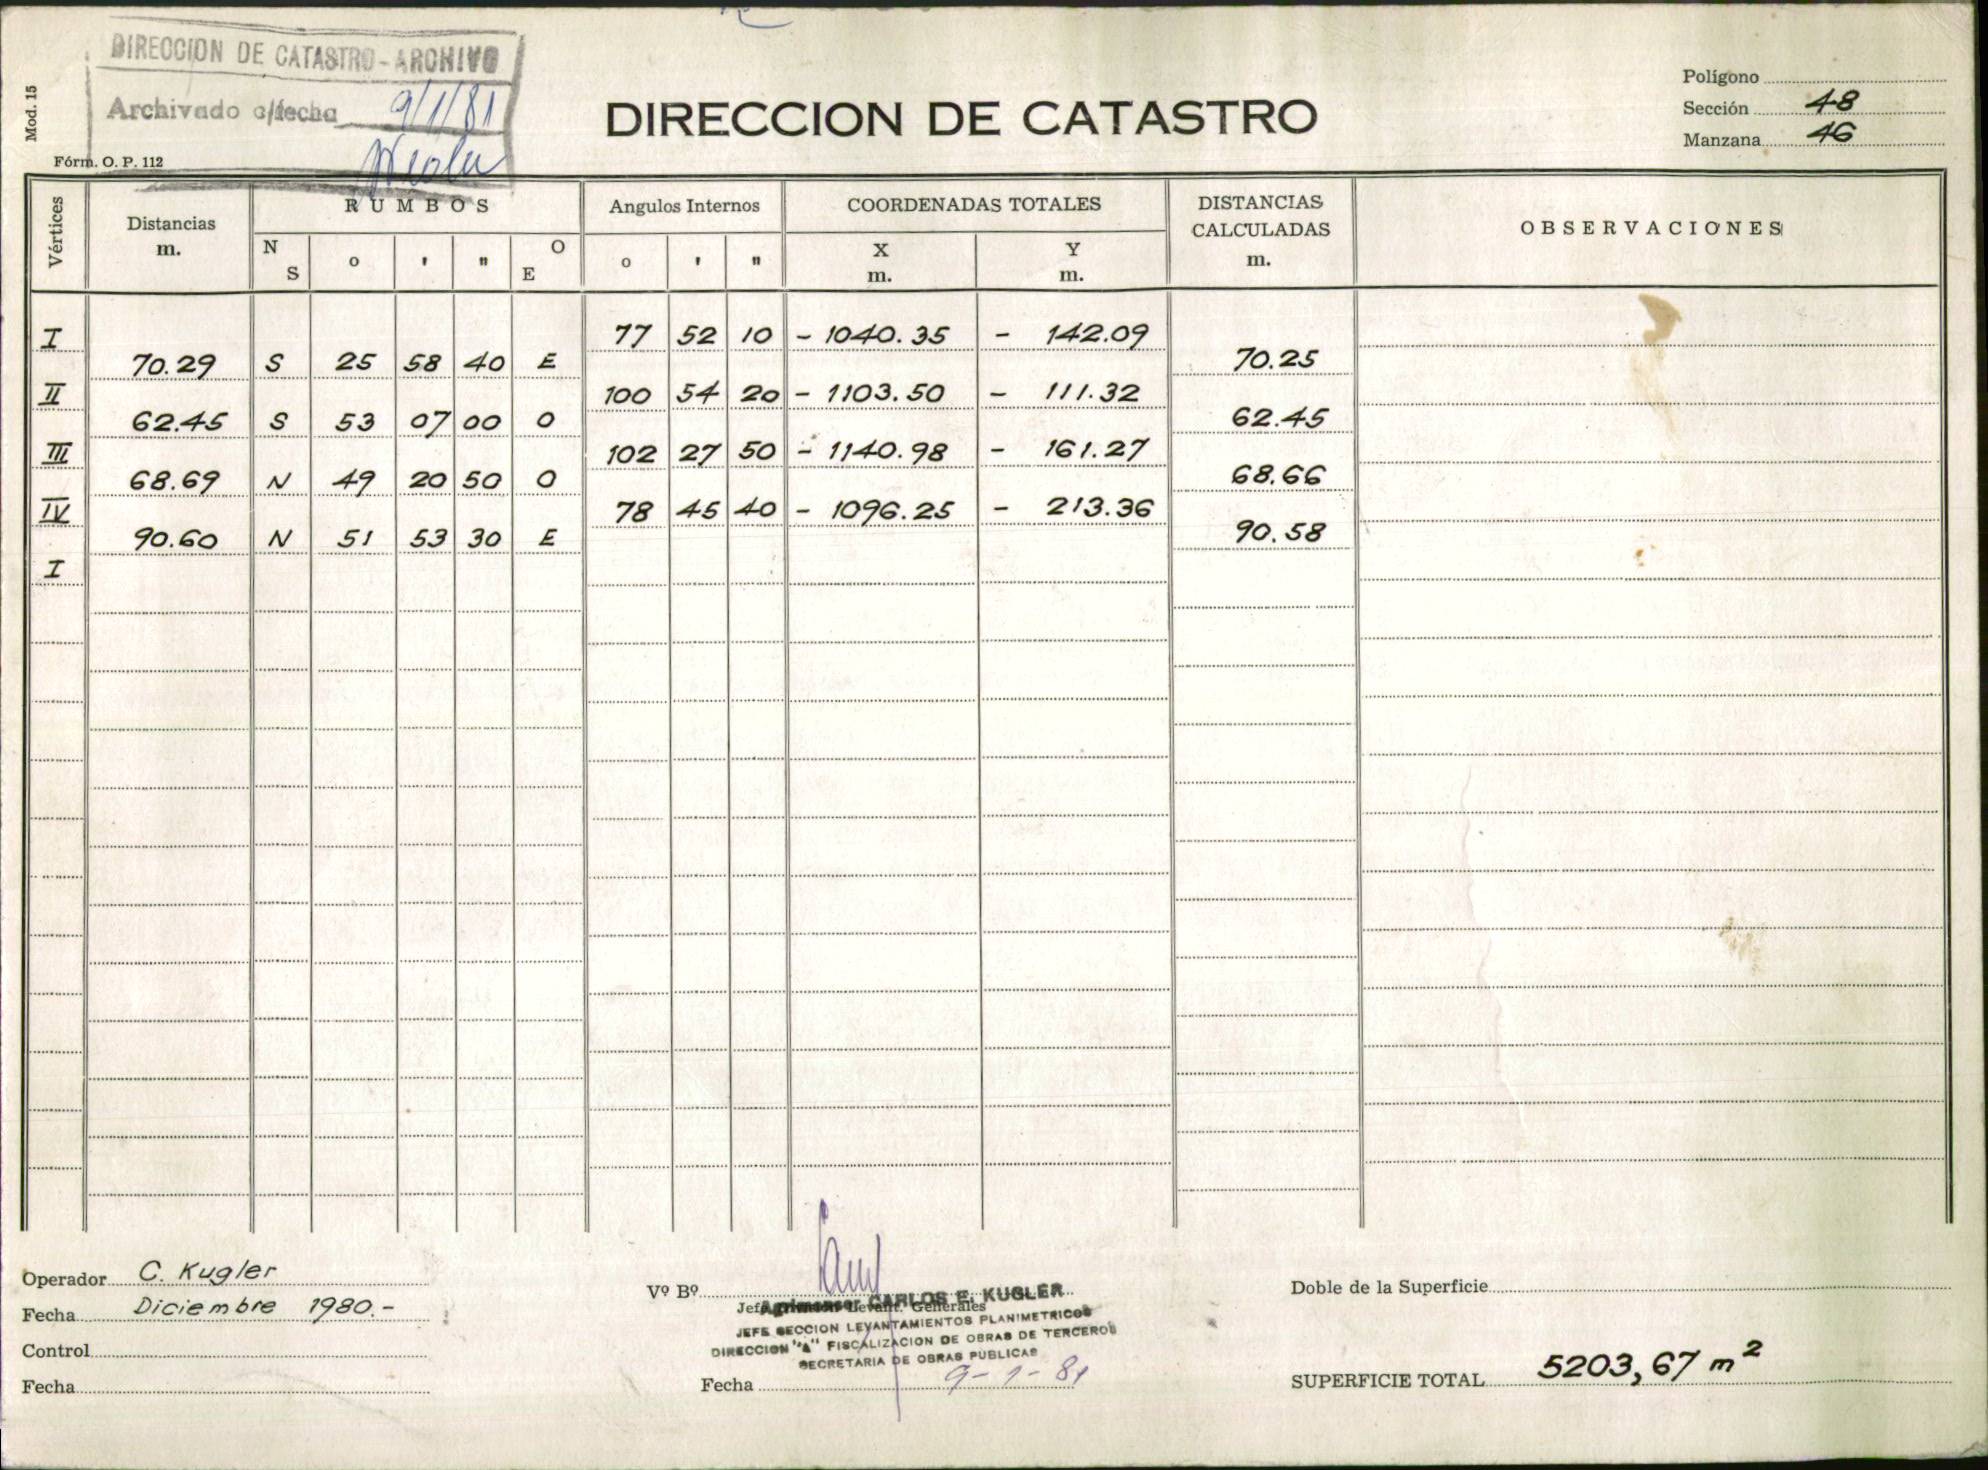 DIRECCION DE CATASTRO - ARCHIVO
Archivado c/fecha 9/1/81
Mod. 15
Fórm. O. P. 112
DIRECCION DE CATASTRO
Polígono
Sección 48
Manzana 46
Vértices
Distancias m.
RUMBOS
N S ° ' " O E
Angulos Internos
° ' "
COORDENADAS TOTALES
X m. Y m.
DISTANCIAS CALCULADAS m.
OBSERVACIONES
I 77 52 10 - 1040.35 - 142.09
70.29 S 25 58 40 E 70.25
II 100 54 20 - 1103.50 - 111.32
62.45 S 53 07 00 O 62.45
III 102 27 50 - 1140.98 - 161.27
68.69 N 49 20 50 O 68.66
IV 78 45 40 - 1096.25 - 213.36
90.60 N 51 53 30 E 90.58
I
Operador C. Kugler
Fecha Diciembre 1980.-
Control
Fecha
Vº Bº
Agrimensor CARLOS E. KUGLER
Jefe Levant. Generales
JEFE SECCION LEVANTAMIENTOS PLANIMETRICOS
DIRECCION "A" FISCALIZACION DE OBRAS DE TERCEROS
SECRETARIA DE OBRAS PUBLICAS
Fecha 9-1-81
Doble de la Superficie
SUPERFICIE TOTAL 5203,67 m²